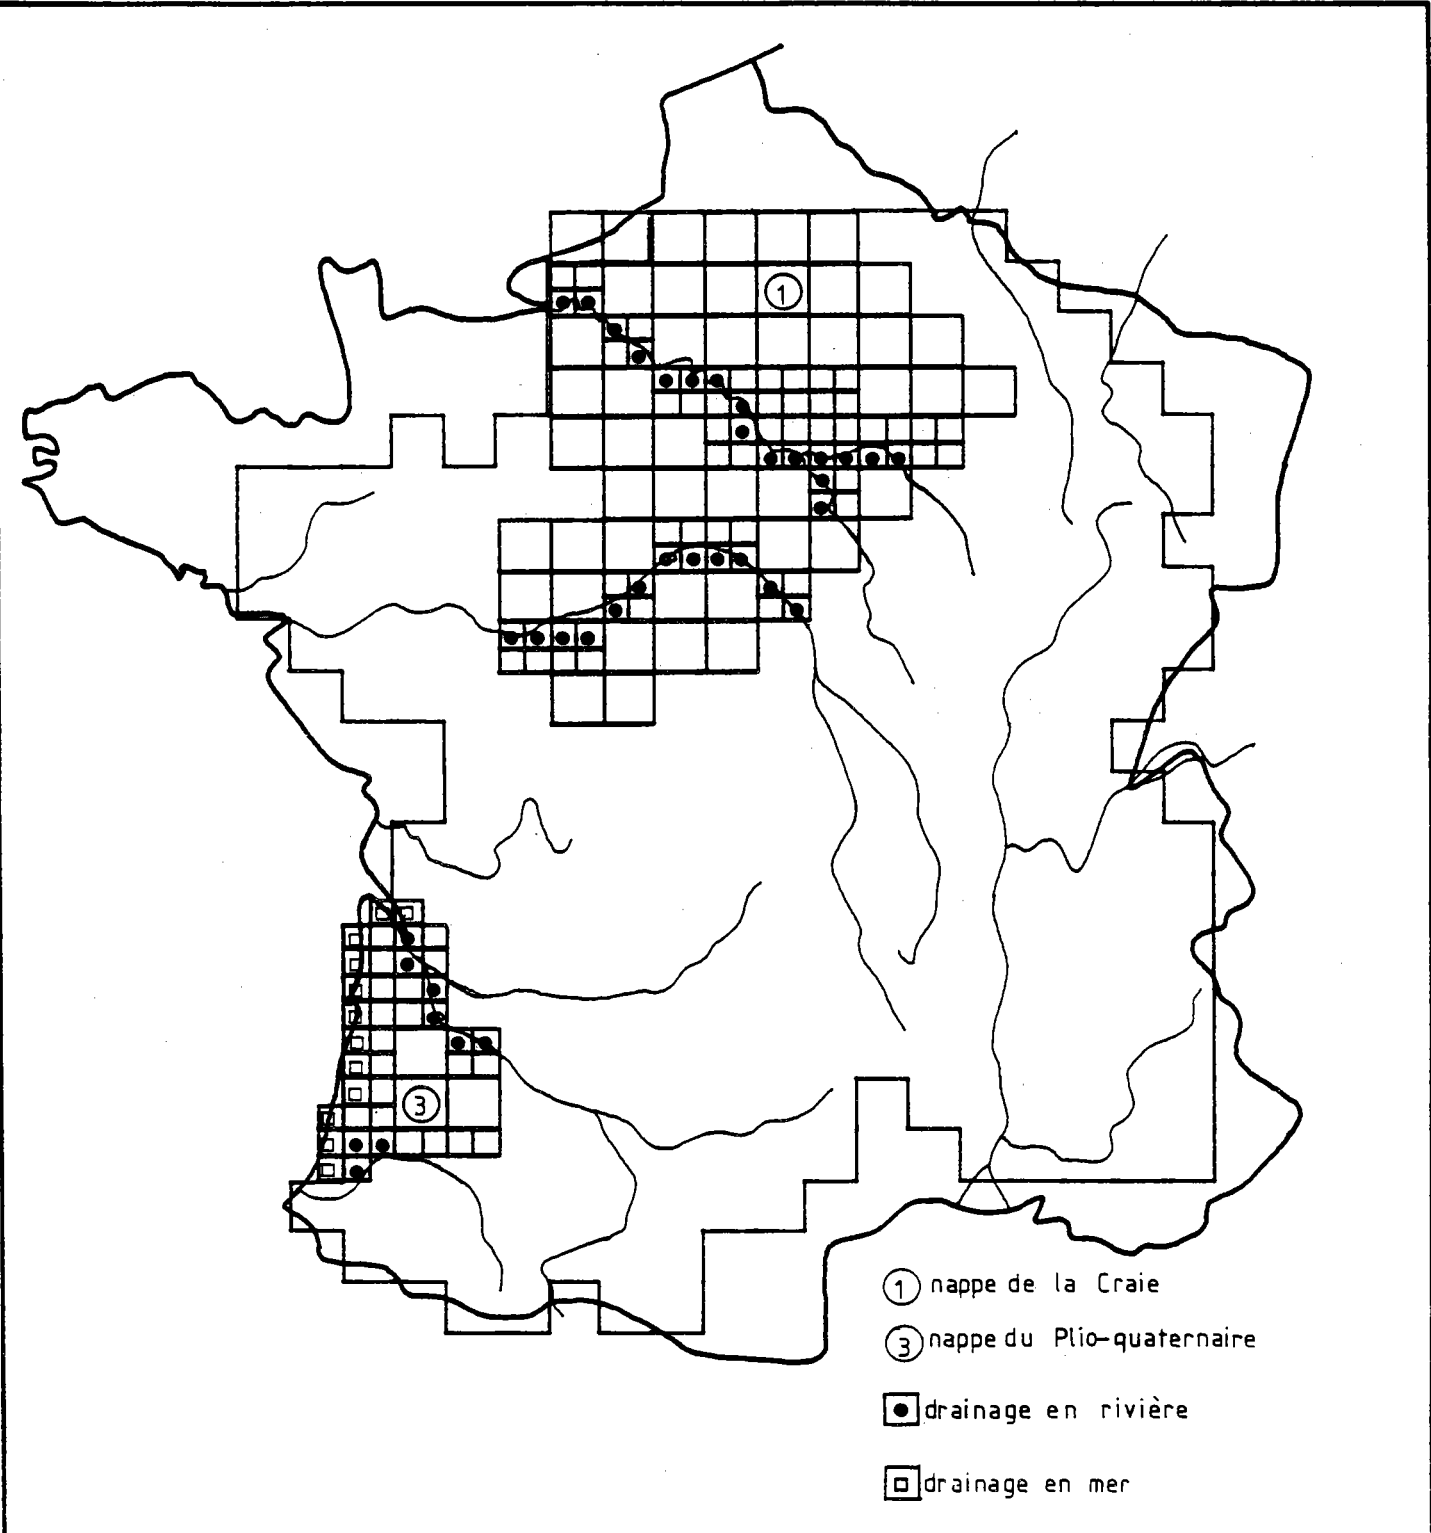 1
3
1 nappe de la Craie
3 nappe du Plio-quaternaire
drainage en rivière
drainage en mer